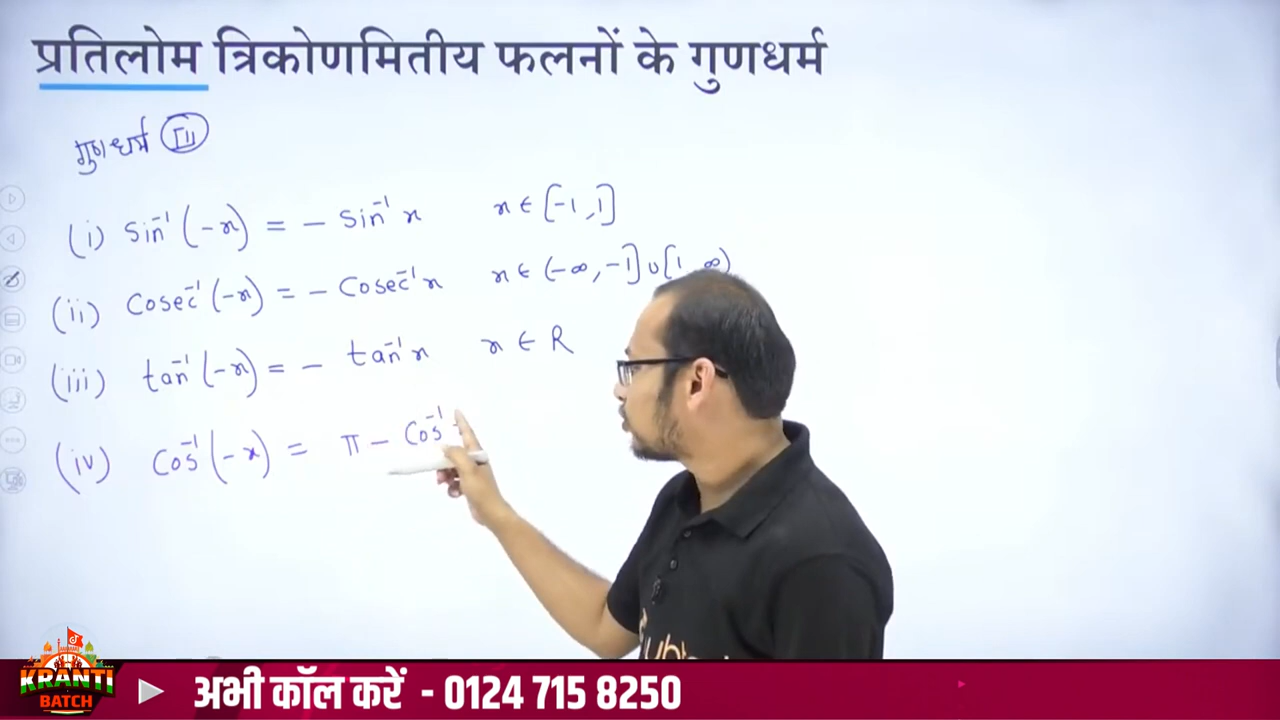 प्रतिलोम त्रिकोणमितीय फलनों के गुणधर्म
गुणधर्म III
(i) Sin⁻¹(-x) = - Sin⁻¹x x ∈ [-1,1]
(ii) Cosec⁻¹(-x) = - Cosec⁻¹x x ∈ (-∞,-1]∪[1,∞)
(iii) tan⁻¹(-x) = - tan⁻¹x x ∈ R
(iv) Cos⁻¹(-x) = π - Cos⁻¹
KRANTI
BATCH
अभी कॉल करें - 0124 715 8250